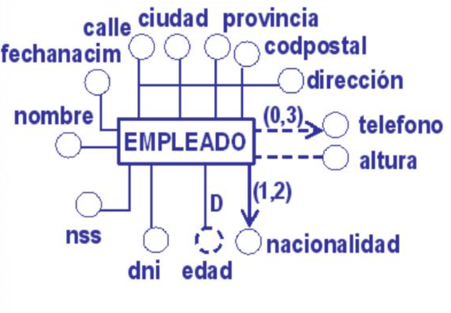 calle ciudad provincia
fechanacim codpostal
dirección
nombre (0,3) telefono
EMPLEADO
altura
D (1,2)
nss
dni edad nacionalidad